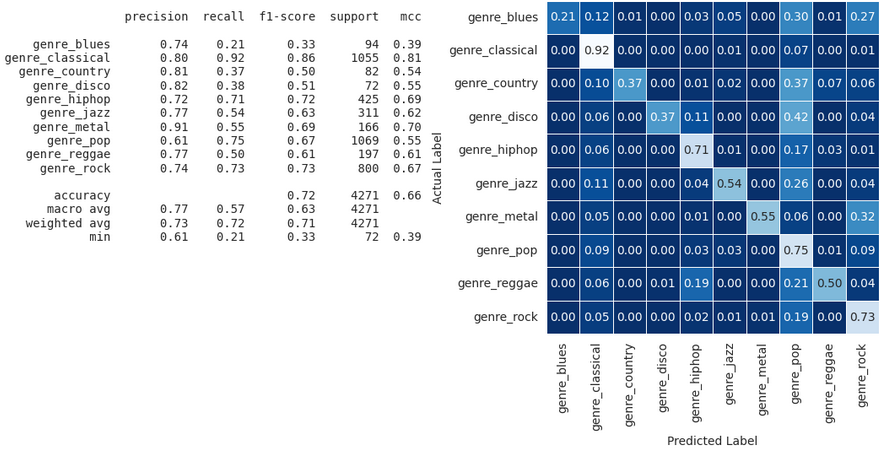 precision recall f1-score support mcc
genre_blues 0.74 0.21 0.33 94 0.39
genre_classical 0.80 0.92 0.86 1055 0.81
genre_country 0.81 0.37 0.50 82 0.54
genre_disco 0.82 0.38 0.51 72 0.55
genre_hiphop 0.72 0.71 0.72 425 0.69
genre_jazz 0.77 0.54 0.63 311 0.62
genre_metal 0.91 0.55 0.69 166 0.70
genre_pop 0.61 0.75 0.67 1069 0.55
genre_reggae 0.77 0.50 0.61 197 0.61
genre_rock 0.74 0.73 0.73 800 0.67
accuracy 0.72 4271 0.66
macro avg 0.77 0.57 0.63 4271
weighted avg 0.73 0.72 0.71 4271
min 0.61 0.21 0.33 72 0.39
Actual Label
genre_blues 0.21 0.12 0.01 0.00 0.03 0.05 0.00 0.30 0.01 0.27
genre_classical 0.00 0.92 0.00 0.00 0.00 0.01 0.00 0.07 0.00 0.01
genre_country 0.00 0.10 0.37 0.00 0.01 0.02 0.00 0.37 0.07 0.06
genre_disco 0.00 0.06 0.00 0.37 0.11 0.00 0.00 0.42 0.00 0.04
genre_hiphop 0.00 0.06 0.00 0.00 0.71 0.01 0.00 0.17 0.03 0.01
genre_jazz 0.00 0.11 0.00 0.00 0.04 0.54 0.00 0.26 0.00 0.04
genre_metal 0.00 0.05 0.00 0.00 0.01 0.00 0.55 0.06 0.00 0.32
genre_pop 0.00 0.09 0.00 0.00 0.03 0.03 0.00 0.75 0.01 0.09
genre_reggae 0.00 0.06 0.00 0.01 0.19 0.00 0.00 0.21 0.50 0.04
genre_rock 0.00 0.05 0.00 0.00 0.02 0.01 0.01 0.19 0.00 0.73
genre_blues
genre_classical
genre_country
genre_disco
genre_hiphop
genre_jazz
genre_metal
genre_pop
genre_reggae
genre_rock
Predicted Label